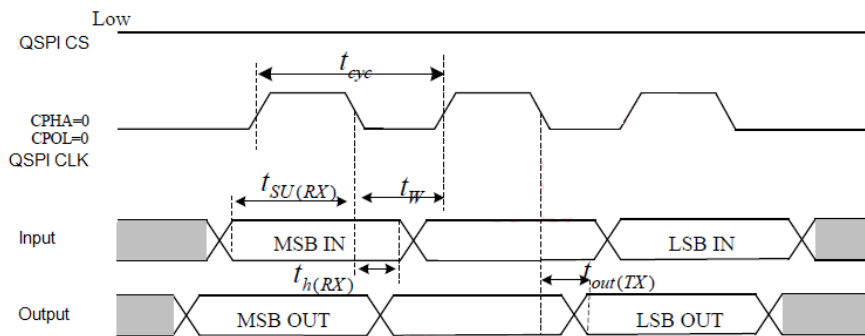 Low
QSPI CS
t_cyc
CPHA=0
CPOL=0
QSPI CLK
t_SU(RX)
t_W
Input
MSB IN
LSB IN
t_h(RX)
t_out(TX)
Output
MSB OUT
LSB OUT